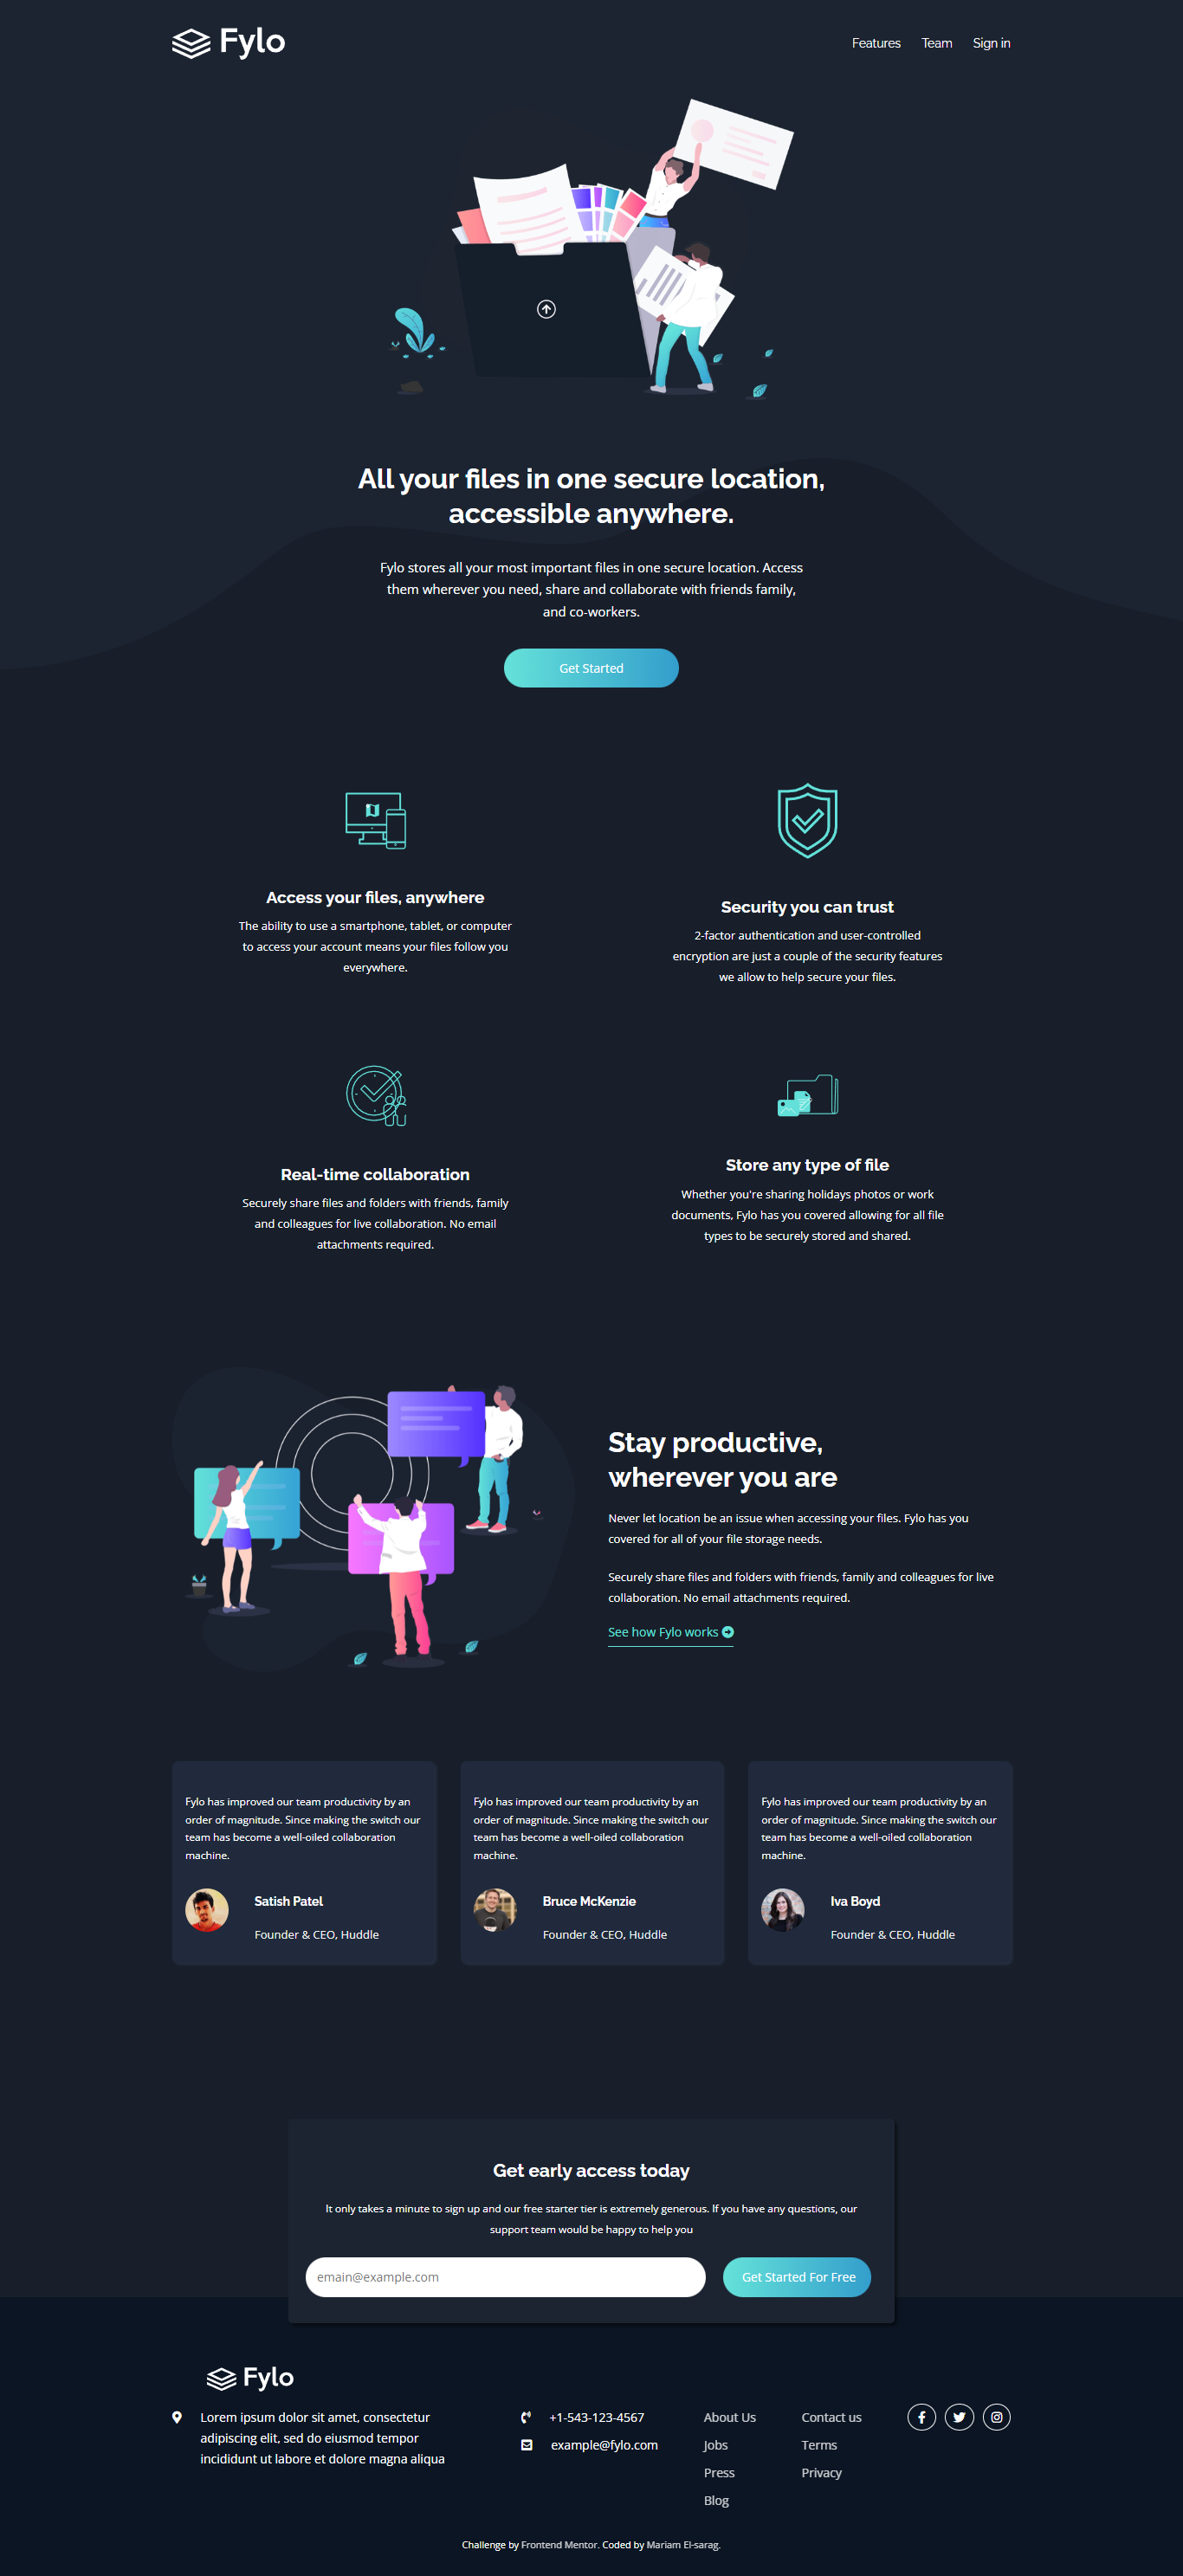 Fylo
Features Team Sign in
All your files in one secure location,
accessible anywhere.
Fylo stores all your most important files in one secure location. Access
them wherever you need, share and collaborate with friends family,
and co-workers.
Get Started
Access your files, anywhere
The ability to use a smartphone, tablet, or computer
to access your account means your files follow you
everywhere.
Security you can trust
2-factor authentication and user-controlled
encryption are just a couple of the security features
we allow to help secure your files.
Real-time collaboration
Securely share files and folders with friends, family
and colleagues for live collaboration. No email
attachments required.
Store any type of file
Whether you're sharing holidays photos or work
documents, Fylo has you covered allowing for all file
types to be securely stored and shared.
Stay productive,
wherever you are
Never let location be an issue when accessing your files. Fylo has you
covered for all of your file storage needs.
Securely share files and folders with friends, family and colleagues for live
collaboration. No email attachments required.
See how Fylo works
Fylo has improved our team productivity by an
order of magnitude. Since making the switch our
team has become a well-oiled collaboration
machine.
Satish Patel
Founder & CEO, Huddle
Fylo has improved our team productivity by an
order of magnitude. Since making the switch our
team has become a well-oiled collaboration
machine.
Bruce McKenzie
Founder & CEO, Huddle
Fylo has improved our team productivity by an
order of magnitude. Since making the switch our
team has become a well-oiled collaboration
machine.
Iva Boyd
Founder & CEO, Huddle
Get early access today
It only takes a minute to sign up and our free starter tier is extremely generous. If you have any questions, our
support team would be happy to help you
emain@example.com
Get Started For Free
Fylo
Lorem ipsum dolor sit amet, consectetur
adipiscing elit, sed do eiusmod tempor
incididunt ut labore et dolore magna aliqua
+1-543-123-4567
example@fylo.com
About Us
Jobs
Press
Blog
Contact us
Terms
Privacy
Challenge by Frontend Mentor. Coded by Mariam El-sarag.